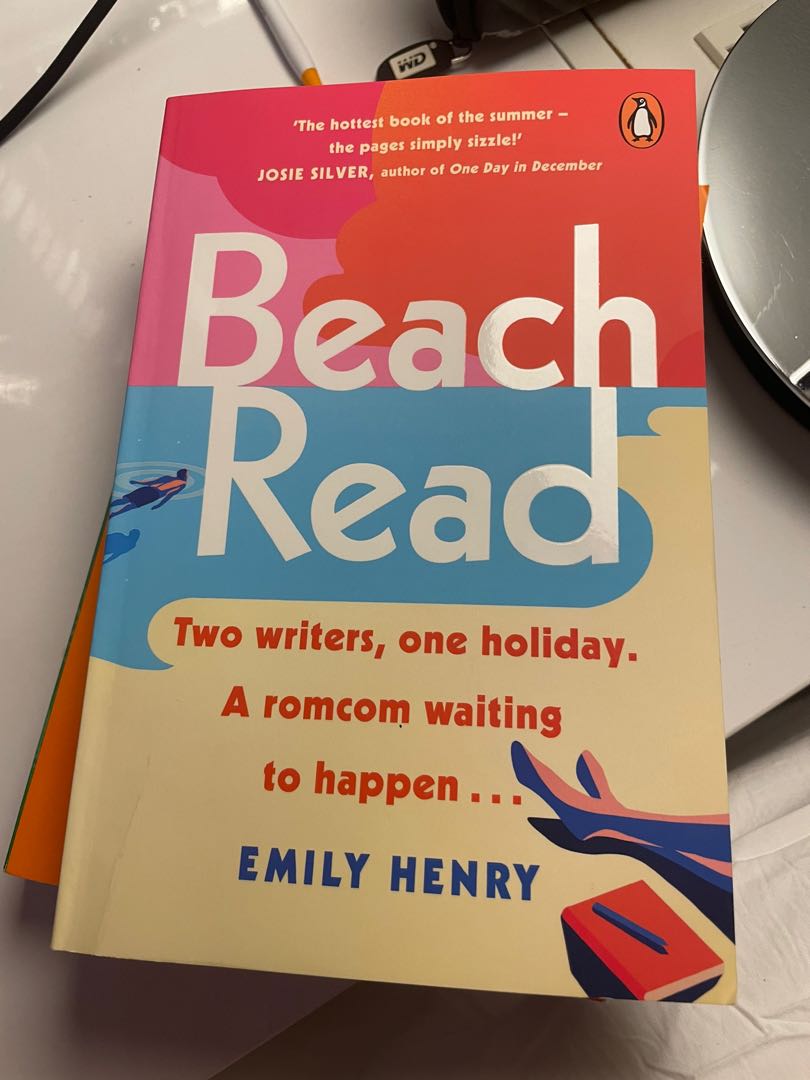 'The hottest book of the summer –
the pages simply sizzle!'
JOSIE SILVER, author of One Day in December
Beach
Read
Two writers, one holiday.
A romcom waiting
to happen...
EMILY HENRY
WD